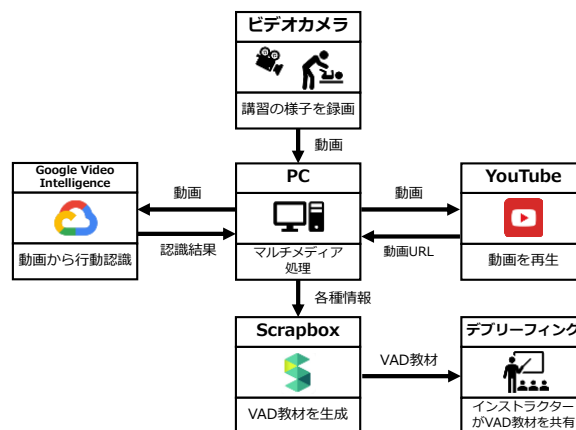 ビデオカメラ
講習の様子を録画
動画
Google Video
Intelligence
動画から行動認識
動画
認識結果
PC
マルチメディア
処理
動画
動画URL
YouTube
動画を再生
各種情報
Scrapbox
VAD教材を生成
VAD教材
デブリーフィング
インストラクター
がVAD教材を共有